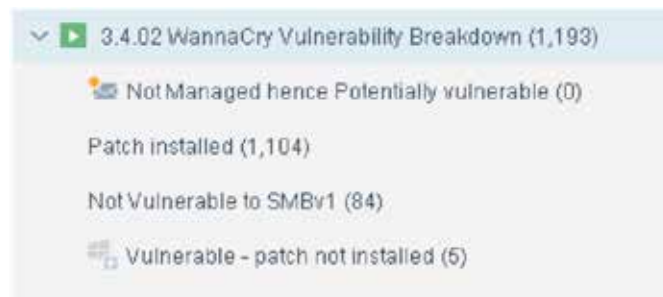 3.4.02 WannaCry Vulnerability Breakdown (1,193)
Not Managed hence Potentially vulnerable (0)
Patch installed (1,104)
Not Vulnerable to SMBv1 (84)
Vulnerable - patch not installed (5)